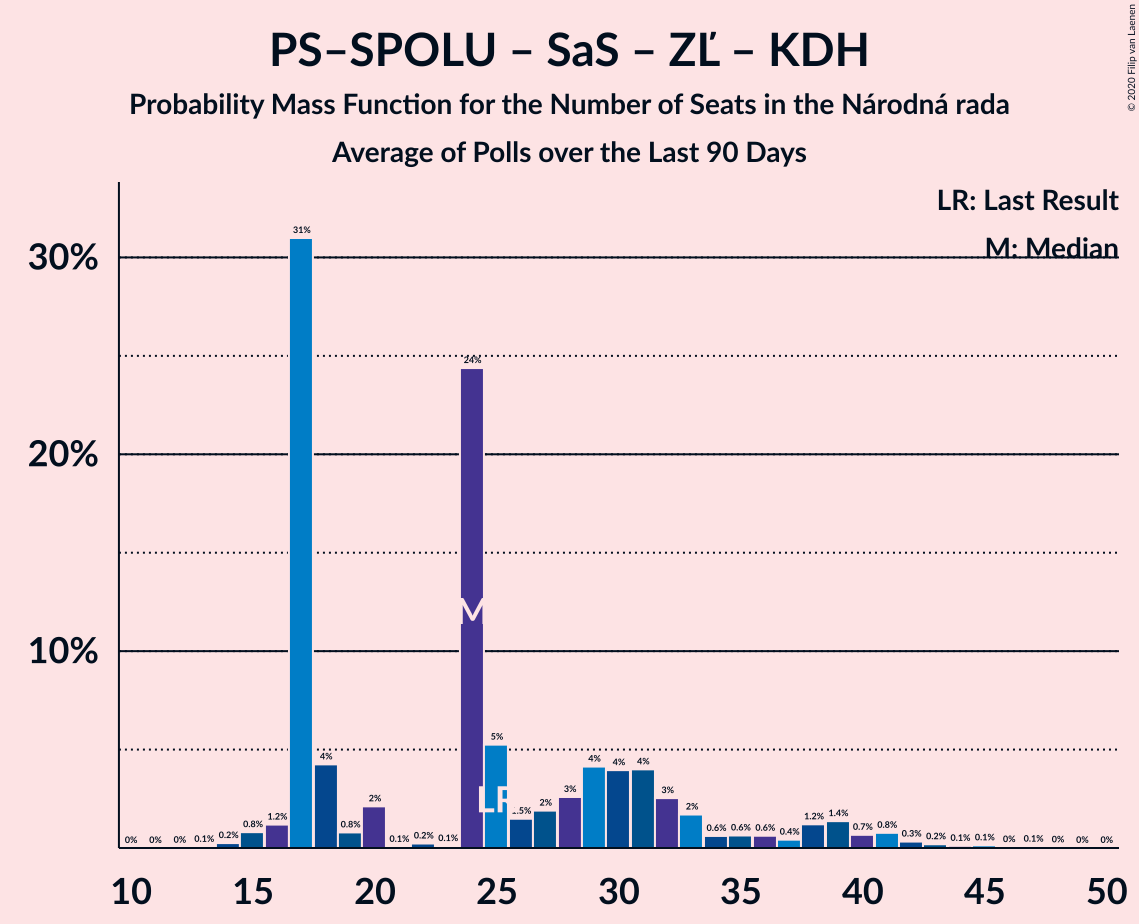 PS–SPOLU – SaS – ZĽ – KDH
Probability Mass Function for the Number of Seats in the Národná rada
Average of Polls over the Last 90 Days
© 2020 Filip van Laenen
LR: Last Result
M: Median
30%
20%
10%
0% 0% 0% 0.1% 0.2% 0.8% 1.2% 31% 4% 0.8% 2% 0.1% 0.2% 0.1% 24% 5% 1.5% 2% 3% 4% 4% 4% 3% 2% 0.6% 0.6% 0.6% 0.4% 1.2% 1.4% 0.7% 0.8% 0.3% 0.2% 0.1% 0.1% 0% 0.1% 0% 0% 0%
M
LR
10 15 20 25 30 35 40 45 50